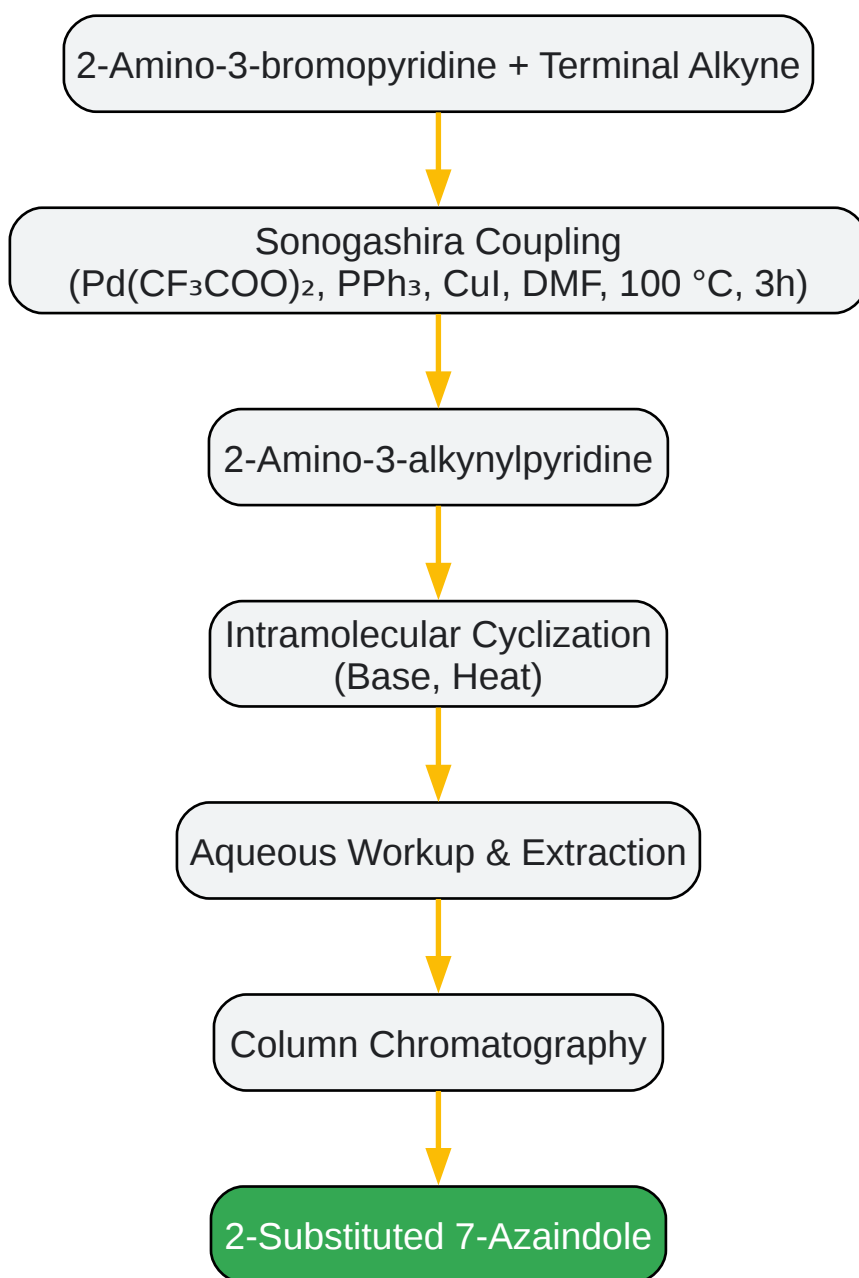 2-Amino-3-bromopyridine + Terminal Alkyne
Sonogashira Coupling
(Pd(CF₃COO)₂, PPh₃, CuI, DMF, 100 °C, 3h)
2-Amino-3-alkynylpyridine
Intramolecular Cyclization
(Base, Heat)
Aqueous Workup & Extraction
Column Chromatography
2-Substituted 7-Azaindole